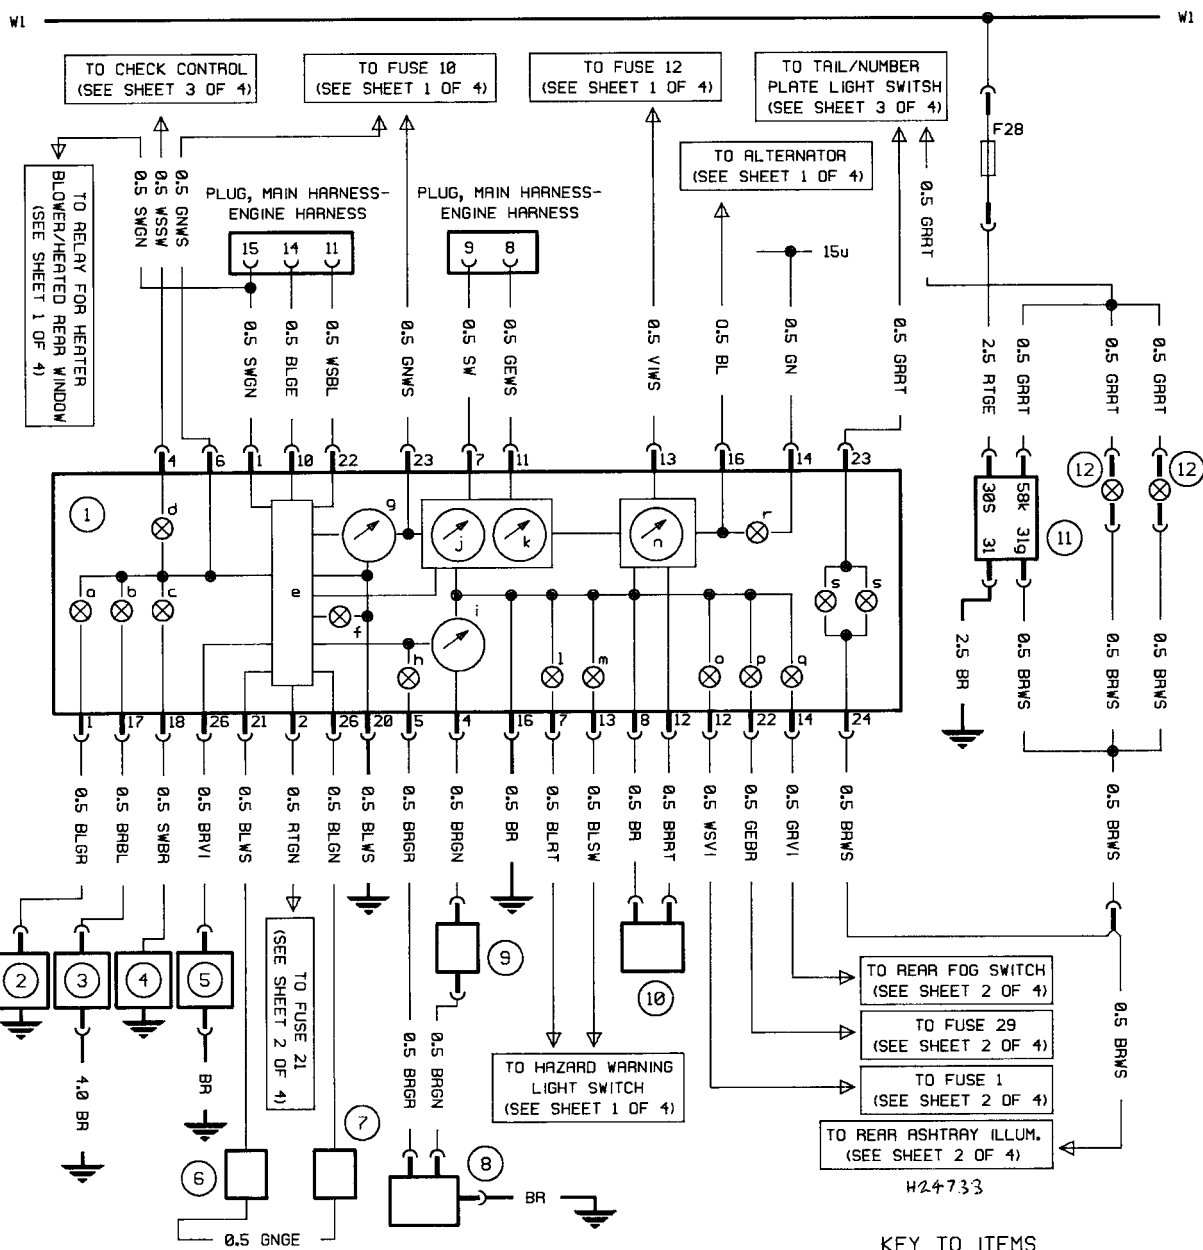 W1
W1
TO CHECK CONTROL
(SEE SHEET 3 OF 4)
TO FUSE 10
(SEE SHEET 1 OF 4)
TO FUSE 12
(SEE SHEET 1 OF 4)
TO TAIL/NUMBER
PLATE LIGHT SWITSH
(SEE SHEET 3 OF 4)
F28
TO ALTERNATOR
(SEE SHEET 1 OF 4)
TO RELAY FOR HEATER
BLOWER/HEATED REAR WINDOW
(SEE SHEET 1 OF 4)
0.5 SWGN
0.5 WSSW
0.5 GNWS
PLUG, MAIN HARNESS-
ENGINE HARNESS
15 14 11
PLUG, MAIN HARNESS-
ENGINE HARNESS
9 8
15u
0.5 GRRT
0.5 SWGN
0.5 BLGE
0.5 WSBL
0.5 GNWS
0.5 SW
0.5 GEWS
0.5 VIWS
0.5 BL
0.5 GN
0.5 GRRT
2.5 RTGE
0.5 GRRT
0.5 GRRT
0.5 GRRT
4 6 1 10 22 23 7 11 13 16 14 23
12
12
1
d
g
j
k
n
r
30S
58k
31
31g
11
a
b
c
e
f
h
i
l
m
o
p
q
s
s
1 17 18 26 21 2 26 20 15 4 16 7 13 8 12 12 22 14 24
2.5 BR
0.5 BRWS
0.5 BRWS
0.5 BRWS
0.5 BLGR
0.5 BRBL
0.5 SWBR
0.5 BRVI
0.5 BLWS
0.5 RTGN
0.5 BLGN
0.5 BLWS
0.5 BRGR
0.5 BRGN
0.5 BR
0.5 BLRT
0.5 BLSW
0.5 BR
0.5 BRRT
0.5 WSVI
0.5 GEBR
0.5 GRVI
0.5 BRWS
0.5 BRWS
2
3
4
5
9
10
TO FUSE 21
(SEE SHEET 2 OF 4)
TO REAR FOG SWITCH
(SEE SHEET 2 OF 4)
TO FUSE 29
(SEE SHEET 2 OF 4)
TO FUSE 1
(SEE SHEET 2 OF 4)
TO REAR ASHTRAY ILLUM.
(SEE SHEET 2 OF 4)
0.5 BRWS
TO HAZARD WARNING
LIGHT SWITCH
(SEE SHEET 1 OF 4)
4.0 BR
BR
0.5 BRGR
0.5 BRGN
6
7
8
BR
0.5 GNGE
H24733
KEY TO ITEMS